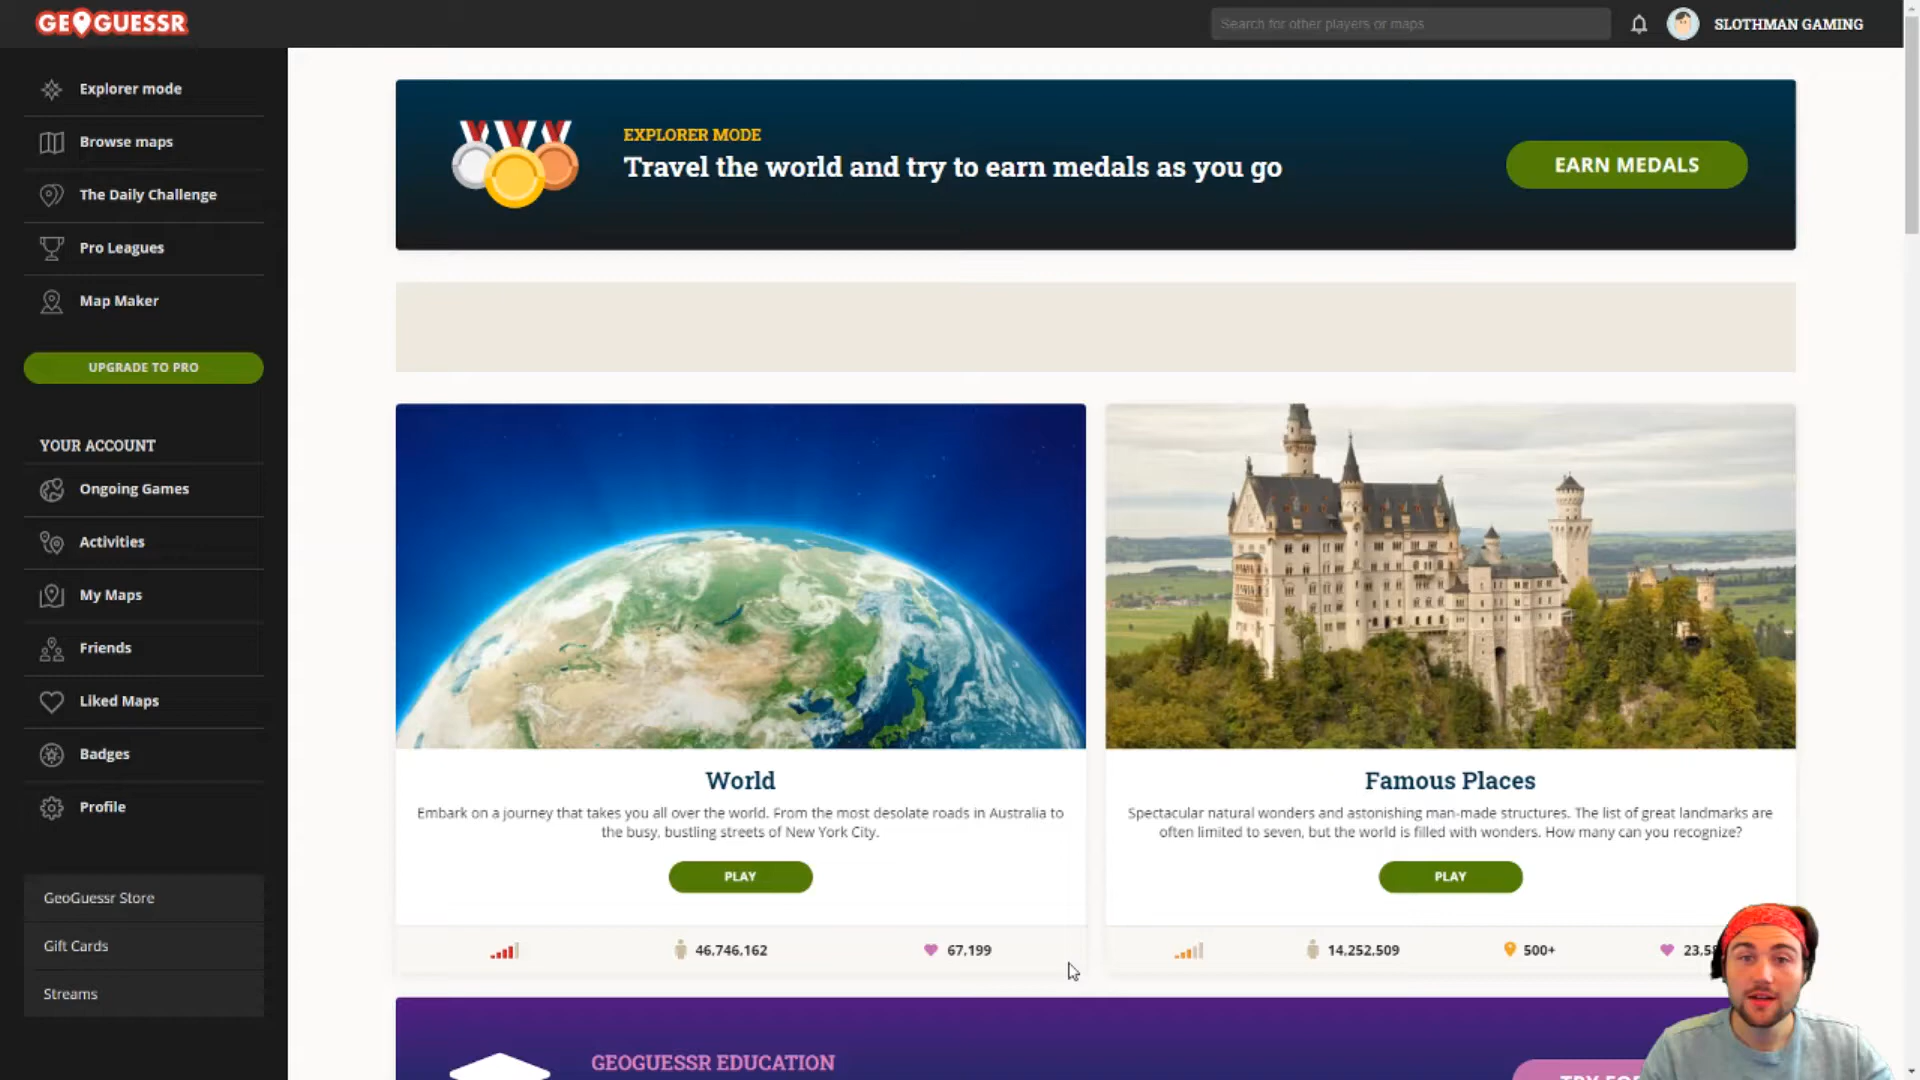 GEOGUESSR
Search for other players or maps
SLOTHMAN GAMING
Explorer mode
Browse maps
The Daily Challenge
Pro Leagues
Map Maker
UPGRADE TO PRO
YOUR ACCOUNT
Ongoing Games
Activities
My Maps
Friends
Liked Maps
Badges
Profile
GeoGuessr Store
Gift Cards
Streams
EXPLORER MODE
Travel the world and try to earn medals as you go
EARN MEDALS
World
Embark on a journey that takes you all over the world. From the most desolate roads in Australia to
the busy, bustling streets of New York City.
PLAY
46,746,162
67,199
Famous Places
Spectacular natural wonders and astonishing man-made structures. The list of great landmarks are
often limited to seven, but the world is filled with wonders. How many can you recognize?
PLAY
14,252,509
500+
GEOGUESSR EDUCATION
TRY